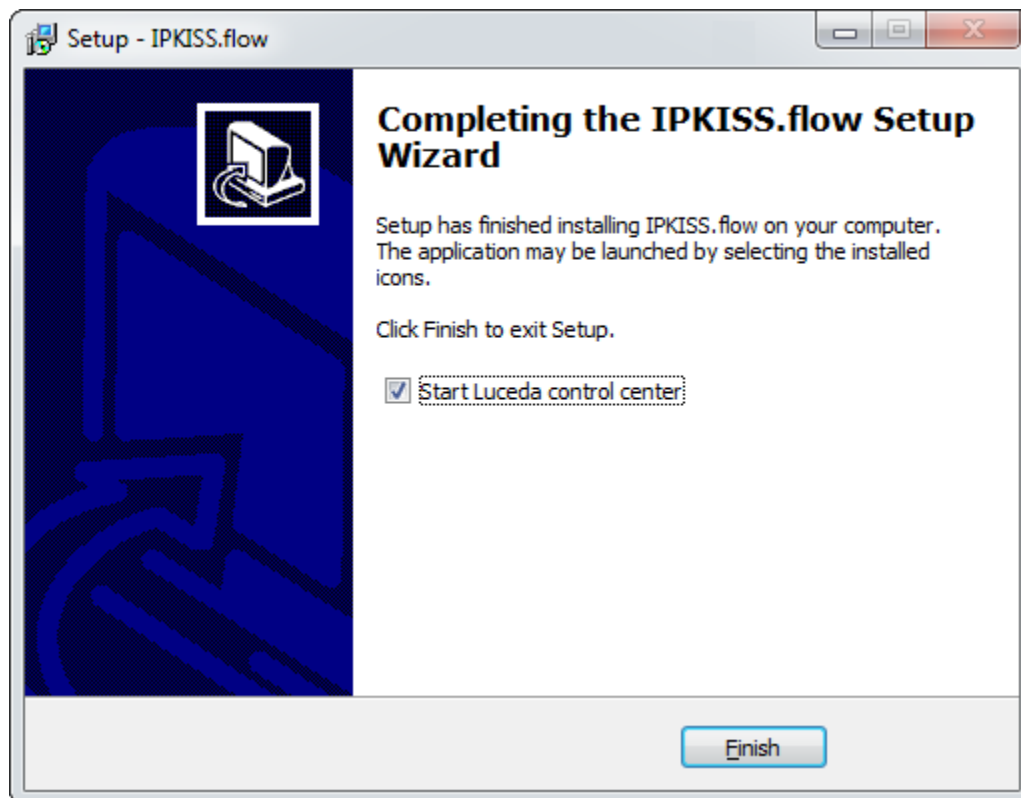 Setup - IPKISS.flow
Completing the IPKISS.flow Setup
Wizard
Setup has finished installing IPKISS.flow on your computer.
The application may be launched by selecting the installed
icons.
Click Finish to exit Setup.
Start Luceda control center
Finish